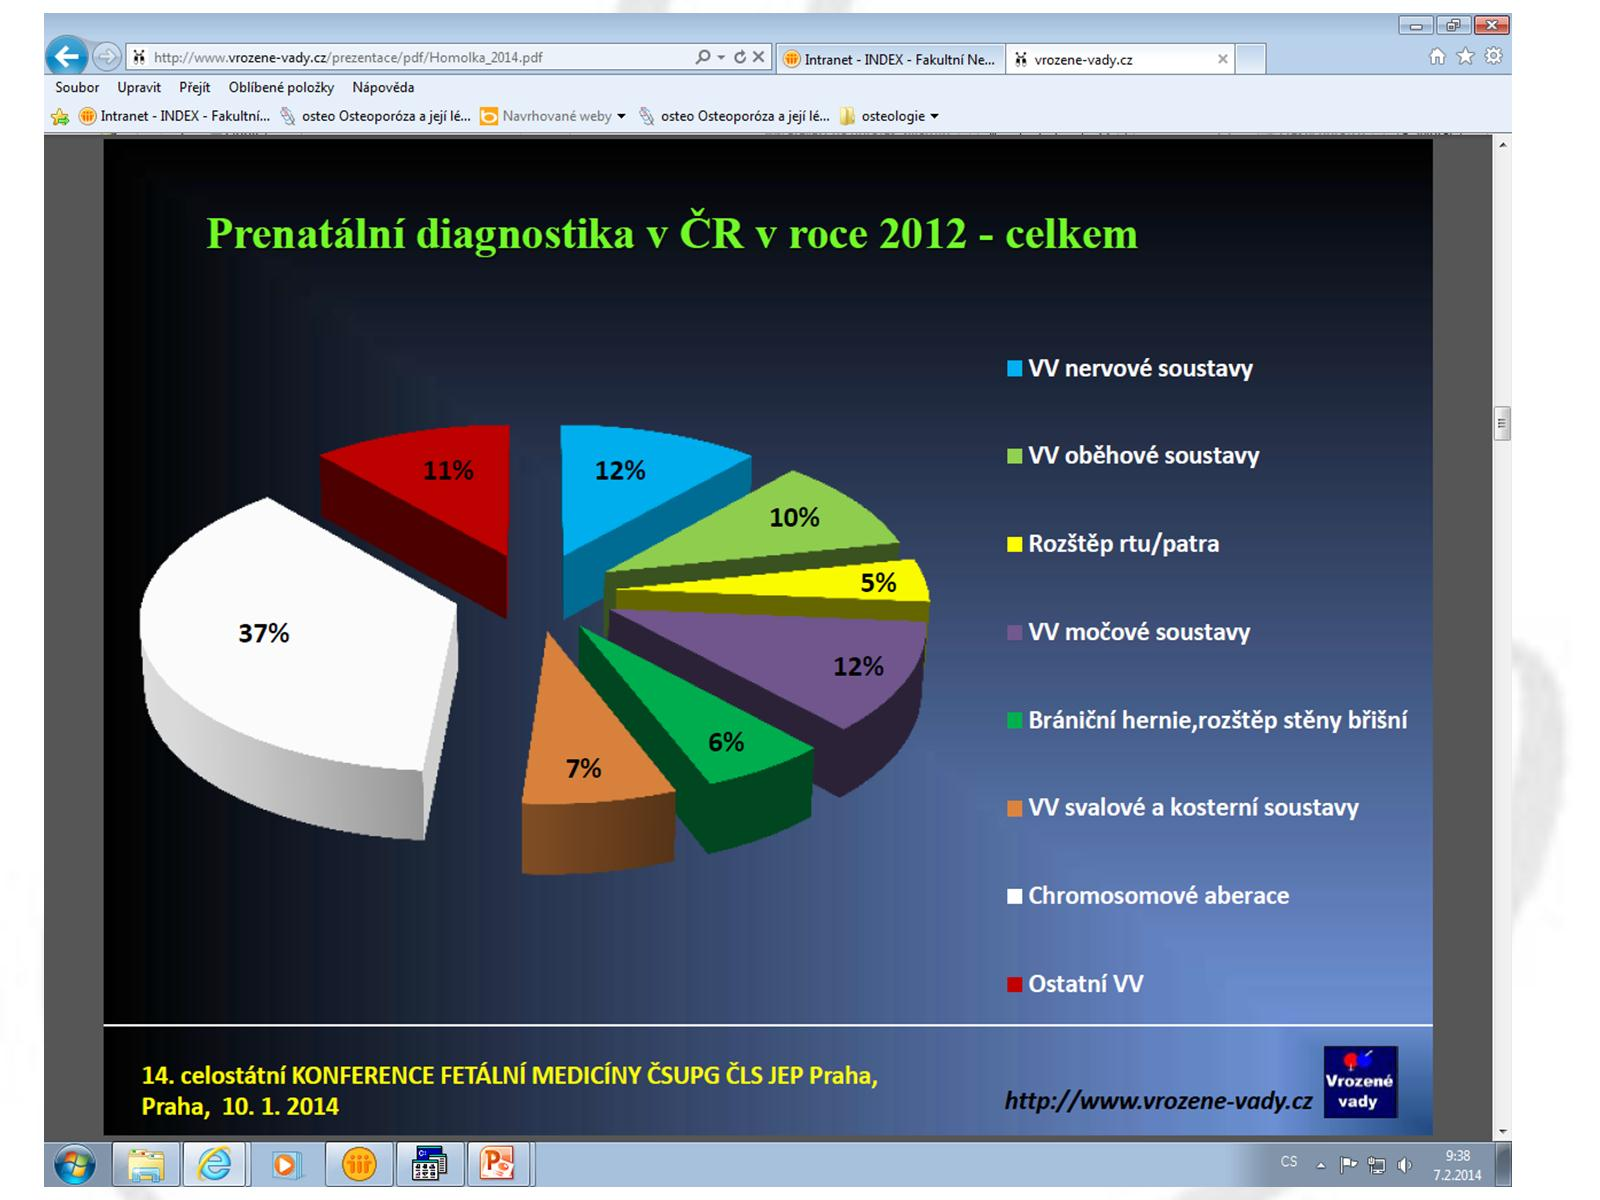 http://www.vrozene-vady.cz/prezentace/pdf/Homolka_2014.pdf
Intranet - INDEX - Fakultní Ne...
vrozene-vady.cz
Soubor Upravit Přejít Oblíbené položky Nápověda
Intranet - INDEX - Fakultní... osteo Osteoporóza a její lé... Navrhované weby osteo Osteoporóza a její lé... osteologie
Prenatální diagnostika v ČR v roce 2012 - celkem
11%
12%
10%
5%
12%
6%
7%
37%
VV nervové soustavy
VV oběhové soustavy
Rozštěp rtu/patra
VV močové soustavy
Brániční hernie,rozštěp stěny břišní
VV svalové a kosterní soustavy
Chromosomové aberace
Ostatní VV
14. celostátní KONFERENCE FETÁLNÍ MEDICÍNY ČSUPG ČLS JEP Praha,
Praha, 10. 1. 2014
http://www.vrozene-vady.cz
Vrozené
vady
CS
9:38
7.2.2014